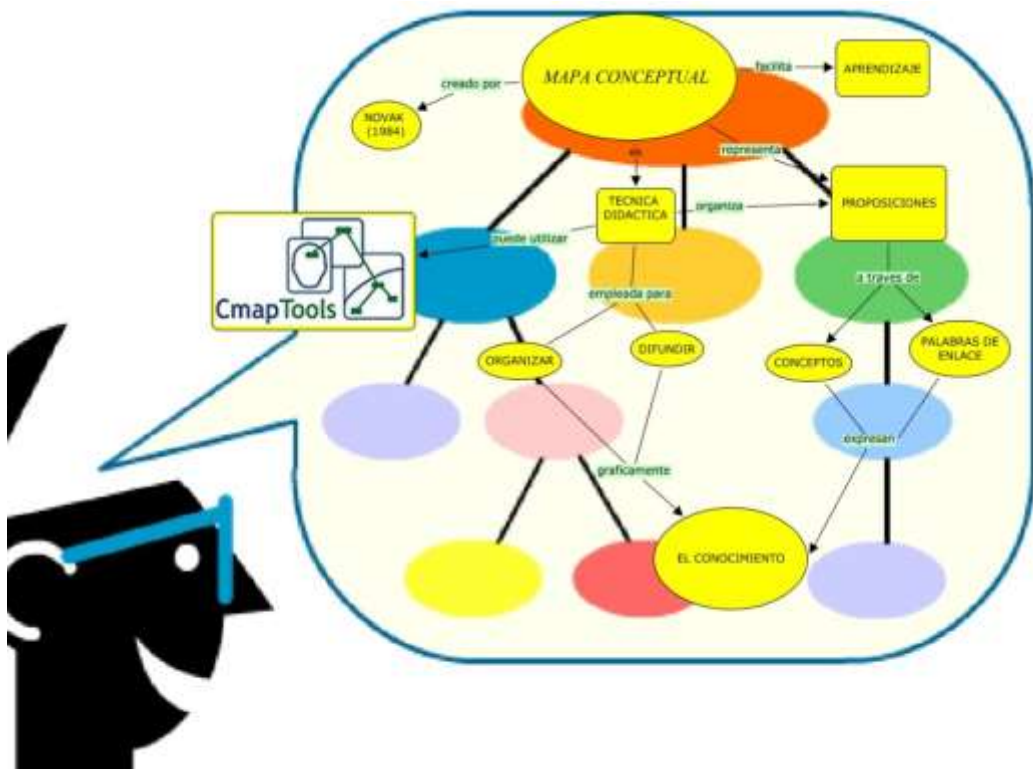 MAPA CONCEPTUAL
facilita
APRENDIZAJE
creado por
NOVAK
(1984)
es
representa
TECNICA
DIDACTICA
organiza
PROPOSICIONES
puede utilizar
CmapTools
a traves de
empleada para
ORGANIZAR
DIFUNDIR
CONCEPTOS
PALABRAS DE
ENLACE
expresan
graficamente
EL CONOCIMIENTO